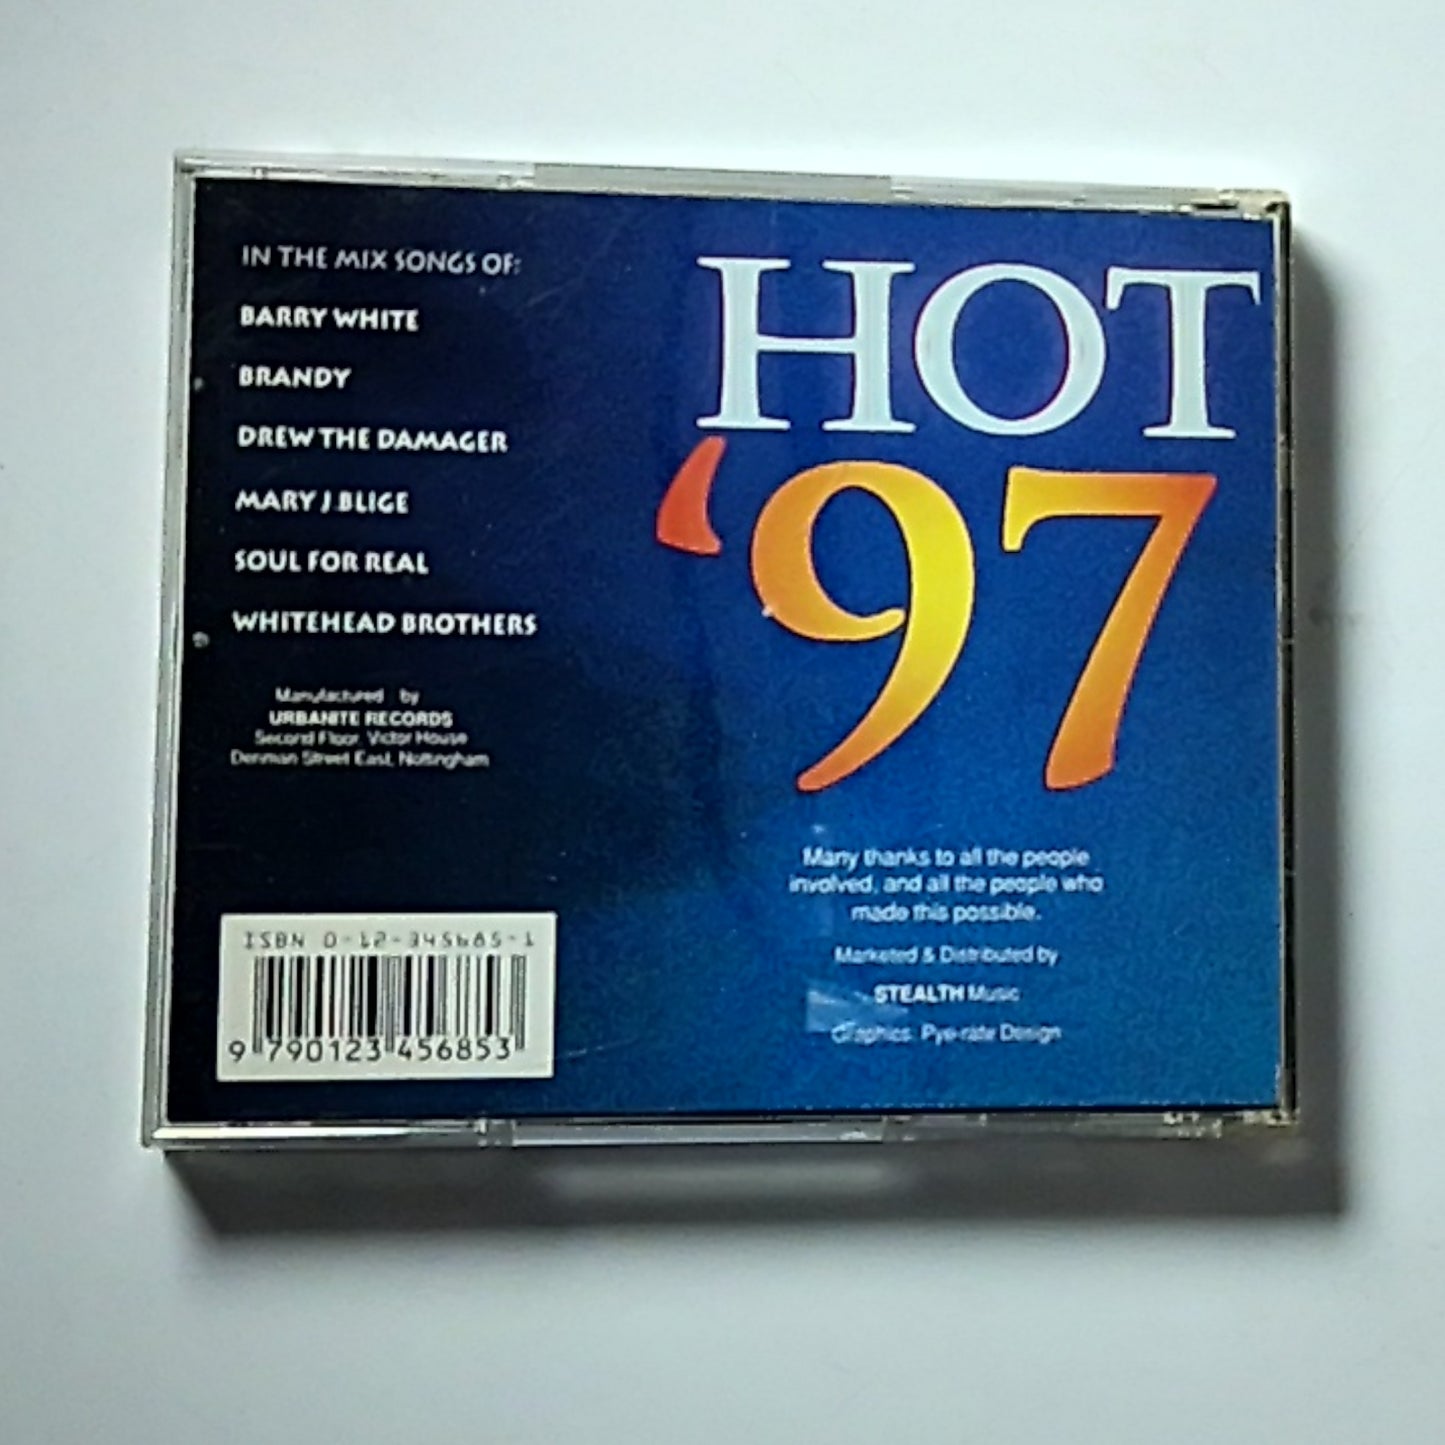 IN THE MIX SONGS OF:
BARRY WHITE
BRANDY
DREW THE DAMAGER
MARY J BLIGE
SOUL FOR REAL
WHITEHEAD BROTHERS
Manufactured by
URBANITE RECORDS
Second Floor, Victor House
Denman Street East, Nottingham
ISBN 0-12-345685-1
9 790123 456853
HOT
'97
Many thanks to all the people
involved, and all the people who
made this possible.
Marketed & Distributed by
STEALTH Music
Graphics: Pye-rate Design